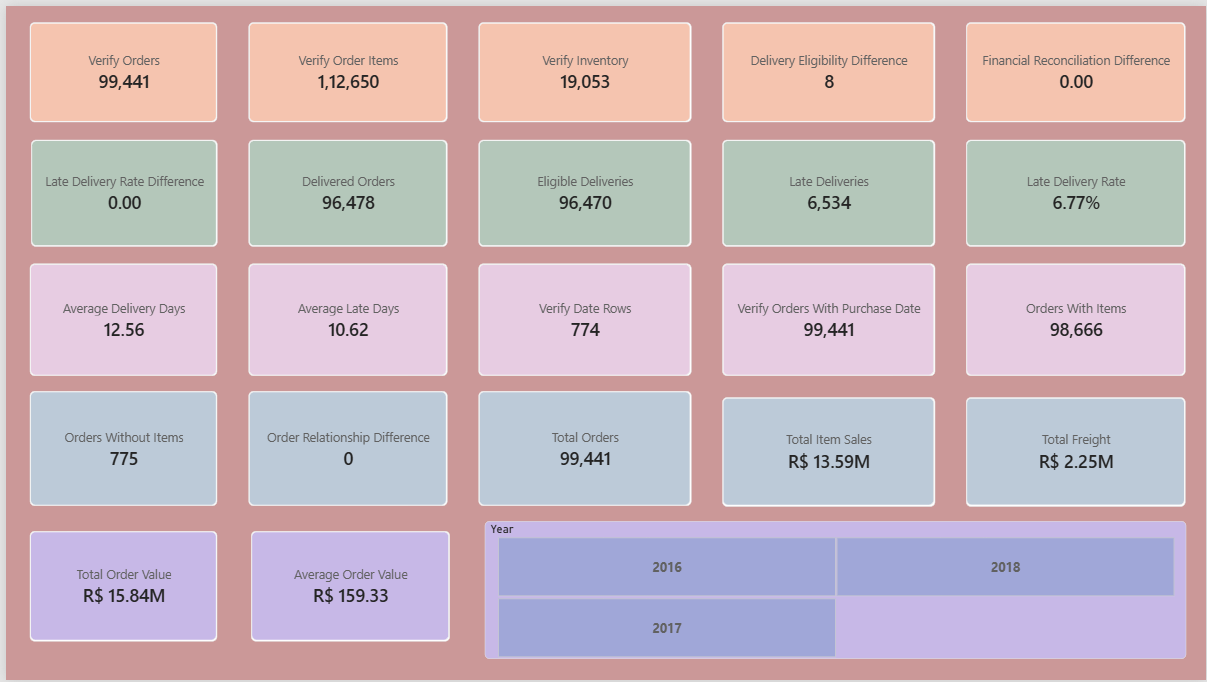 Verify Orders
99,441
Verify Order Items
1,12,650
Verify Inventory
19,053
Delivery Eligibility Difference
8
Financial Reconciliation Difference
0.00
Late Delivery Rate Difference
0.00
Delivered Orders
96,478
Eligible Deliveries
96,470
Late Deliveries
6,534
Late Delivery Rate
6.77%
Average Delivery Days
12.56
Average Late Days
10.62
Verify Date Rows
774
Verify Orders With Purchase Date
99,441
Orders With Items
98,666
Orders Without Items
775
Order Relationship Difference
0
Total Orders
99,441
Total Item Sales
R$ 13.59M
Total Freight
R$ 2.25M
Total Order Value
R$ 15.84M
Average Order Value
R$ 159.33
Year
2016
2018
2017